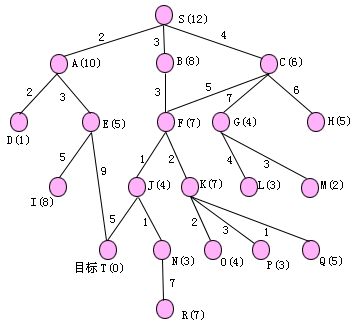 S(12)
2
3
4
A(10)
B(8)
C(6)
2
3
3
5
7
6
D(1)
E(5)
F(7)
G(4)
H(5)
5
9
1
2
4
3
I(8)
J(4)
K(7)
L(3)
M(2)
5
1
2
3
1
目标 T(0)
N(3)
O(4)
P(3)
Q(5)
7
R(7)